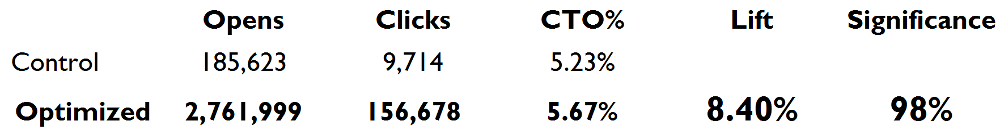 Opens Clicks CTO% Lift Significance
Control 185,623 9,714 5.23%
Optimized 2,761,999 156,678 5.67% 8.40% 98%